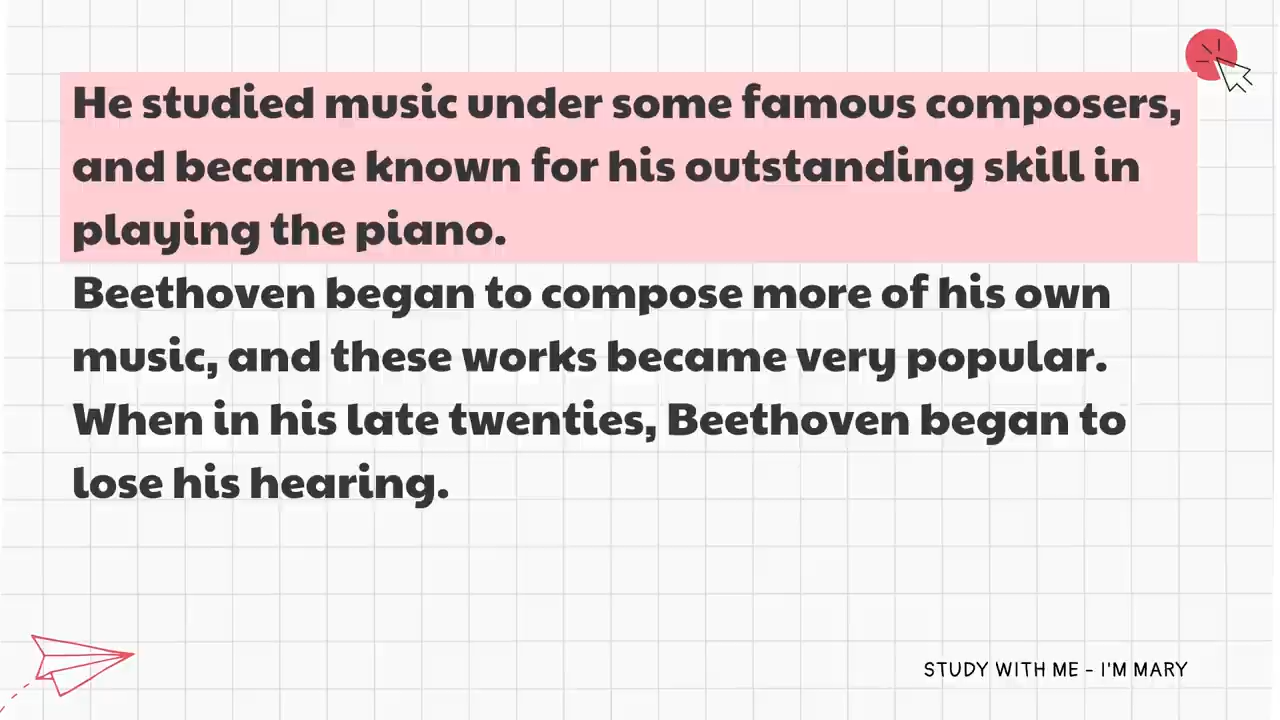 He studied music under some famous composers,
and became known for his outstanding skill in
playing the piano.
Beethoven began to compose more of his own
music, and these works became very popular.
When in his late twenties, Beethoven began to
lose his hearing.
STUDY WITH ME - I'M MARY